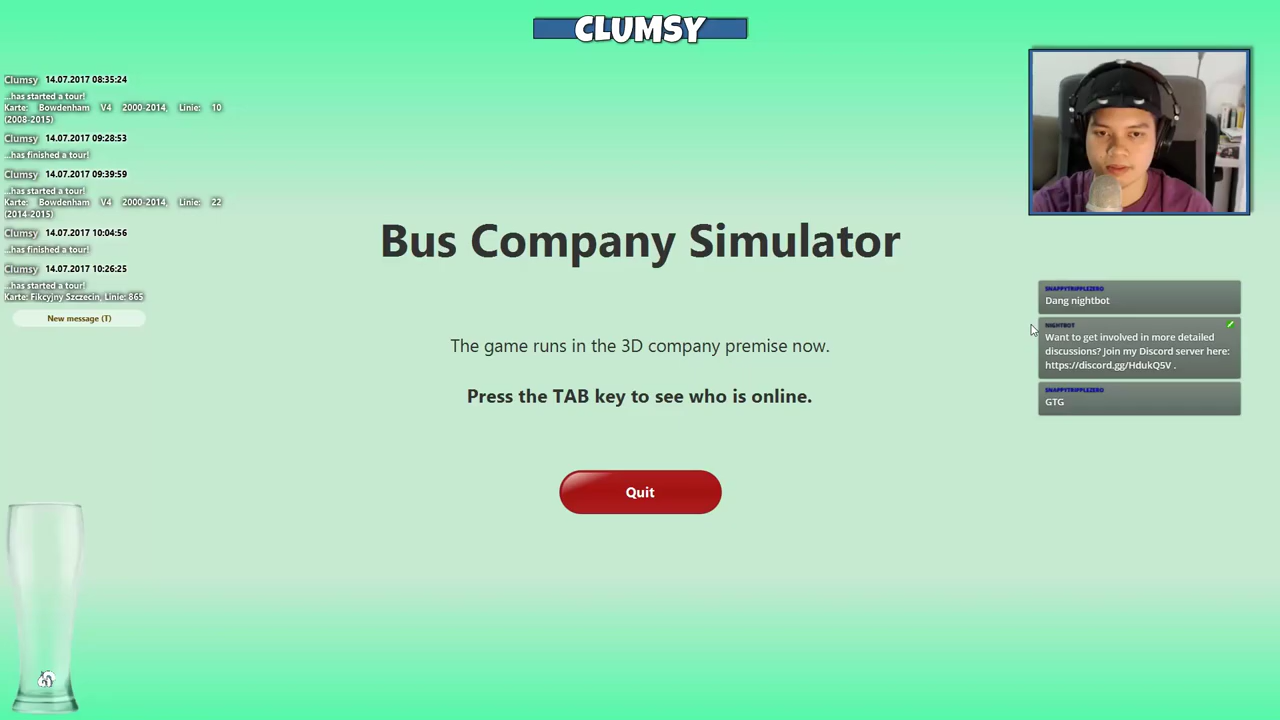 CLUMSY
Clumsy 14.07.2017 08:35:24
...has started a tour!
Karte: Bowdenham V4 2000-2014, Linie: 10
(2008-2015)
Clumsy 14.07.2017 09:28:53
...has finished a tour!
Clumsy 14.07.2017 09:39:59
...has started a tour!
Karte: Bowdenham V4 2000-2014, Linie: 22
(2014-2015)
Clumsy 14.07.2017 10:04:56
...has finished a tour!
Clumsy 14.07.2017 10:26:25
...has started a tour!
Karte: Fikcyjny Szczecin, Linie: 865
New message (T)
Bus Company Simulator
The game runs in the 3D company premise now.
Press the TAB key to see who is online.
Quit
SNAPPYTRIPPLEZERO
Dang nightbot
NIGHTBOT
Want to get involved in more detailed
discussions? Join my Discord server here:
https://discord.gg/HdukQ5V .
SNAPPYTRIPPLEZERO
GTG